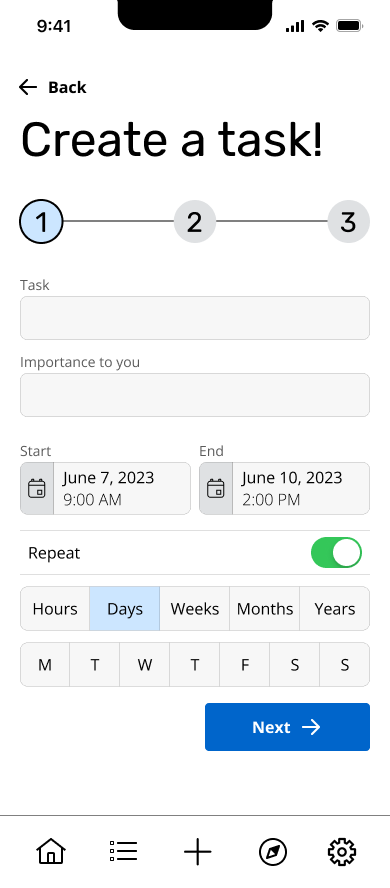 9:41
Back
Create a task!
1 2 3
Task
Importance to you
Start End
June 7, 2023 June 10, 2023
9:00 AM 2:00 PM
Repeat
Hours Days Weeks Months Years
M T W T F S S
Next